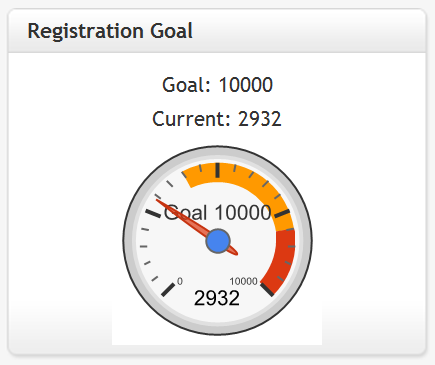 Registration Goal
Goal: 10000
Current: 2932
Goal 10000
0 10000
2932